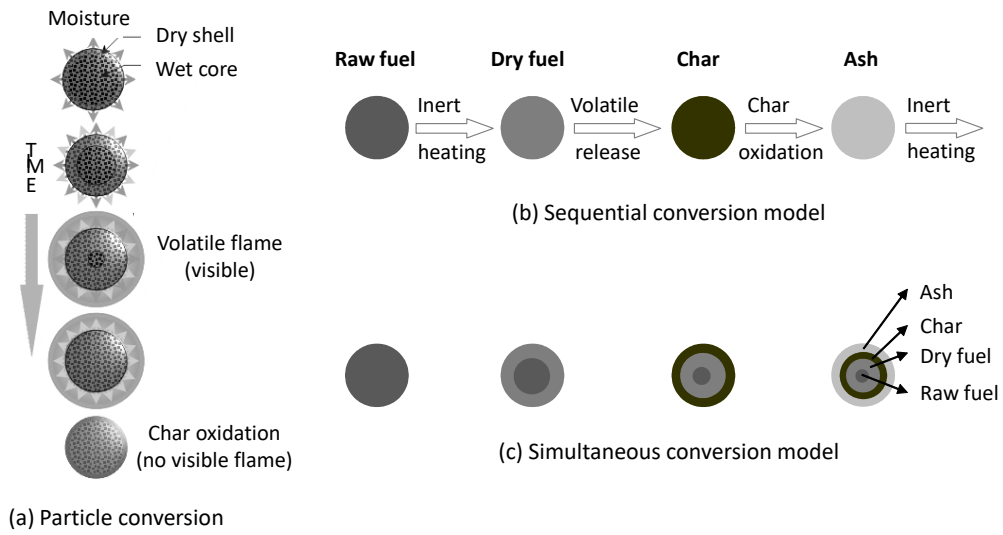 Moisture
Dry shell
Wet core
TIME
Volatile flame
(visible)
Char oxidation
(no visible flame)
(a) Particle conversion
Raw fuel
Dry fuel
Char
Ash
Inert
heating
Volatile
release
Char
oxidation
Inert
heating
(b) Sequential conversion model
Ash
Char
Dry fuel
Raw fuel
(c) Simultaneous conversion model